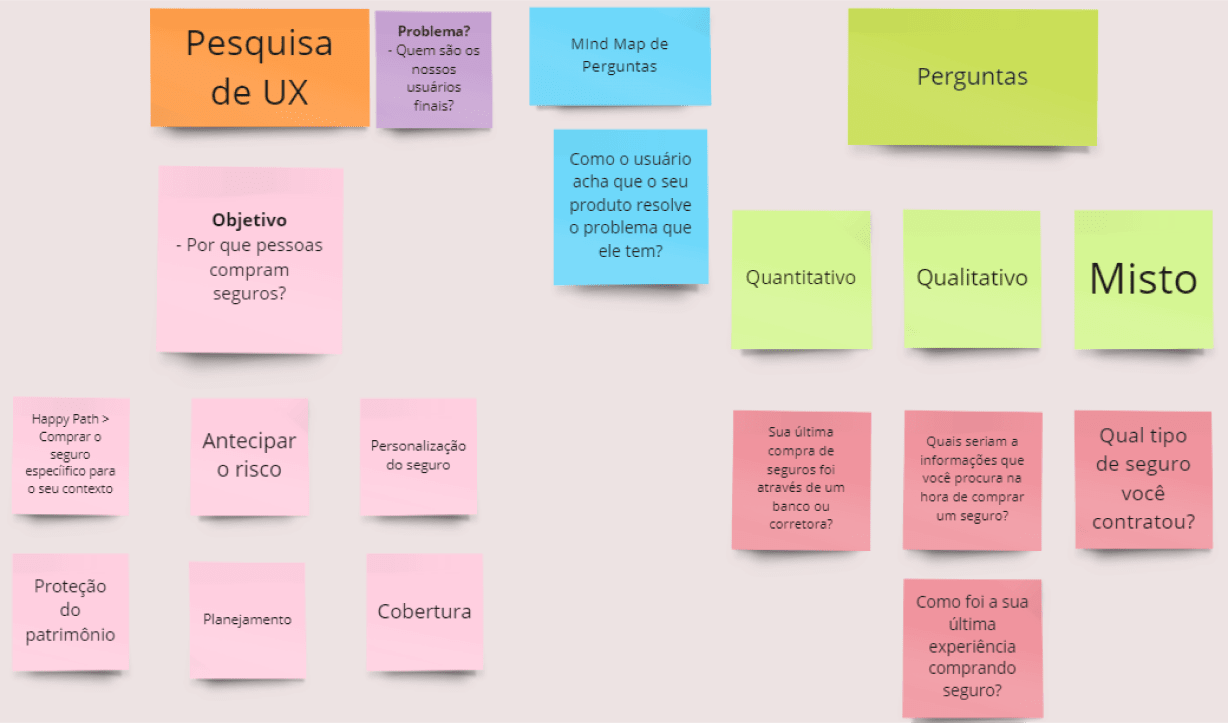 Pesquisa
de UX
Problema?
- Quem são os
nossos
usuários
finais?
MInd Map de
Perguntas
Perguntas
Objetivo
- Por que pessoas
compram
seguros?
Como o usuário
acha que o seu
produto resolve
o problema que
ele tem?
Quantitativo
Qualitativo
Misto
Happy Path >
Comprar o
seguro
especíifico para
o seu contexto
Antecipar
o risco
Personalização
do seguro
Proteção
do
patrimônio
Planejamento
Cobertura
Sua última
compra de
seguros foi
através de um
banco ou
corretora?
Quais seriam a
informações que
você procura na
hora de comprar
um seguro?
Qual tipo
de seguro
você
contratou?
Como foi a sua
última
experiência
comprando
seguro?